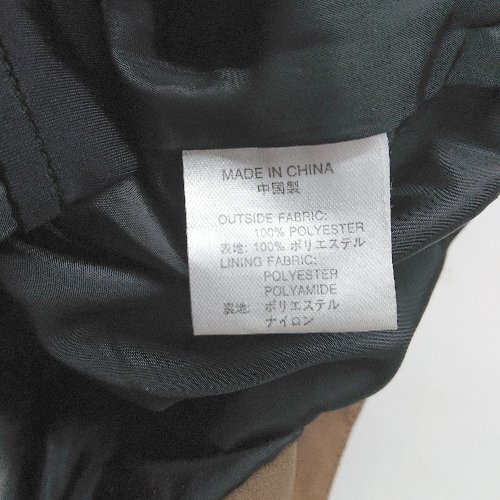 MADE IN CHINA
中国製
OUTSIDE FABRIC:
100% POLYESTER
表地: 100% ポリエステル
LINING FABRIC:
POLYESTER
POLYAMIDE
裏地: ポリエステル
ナイロン